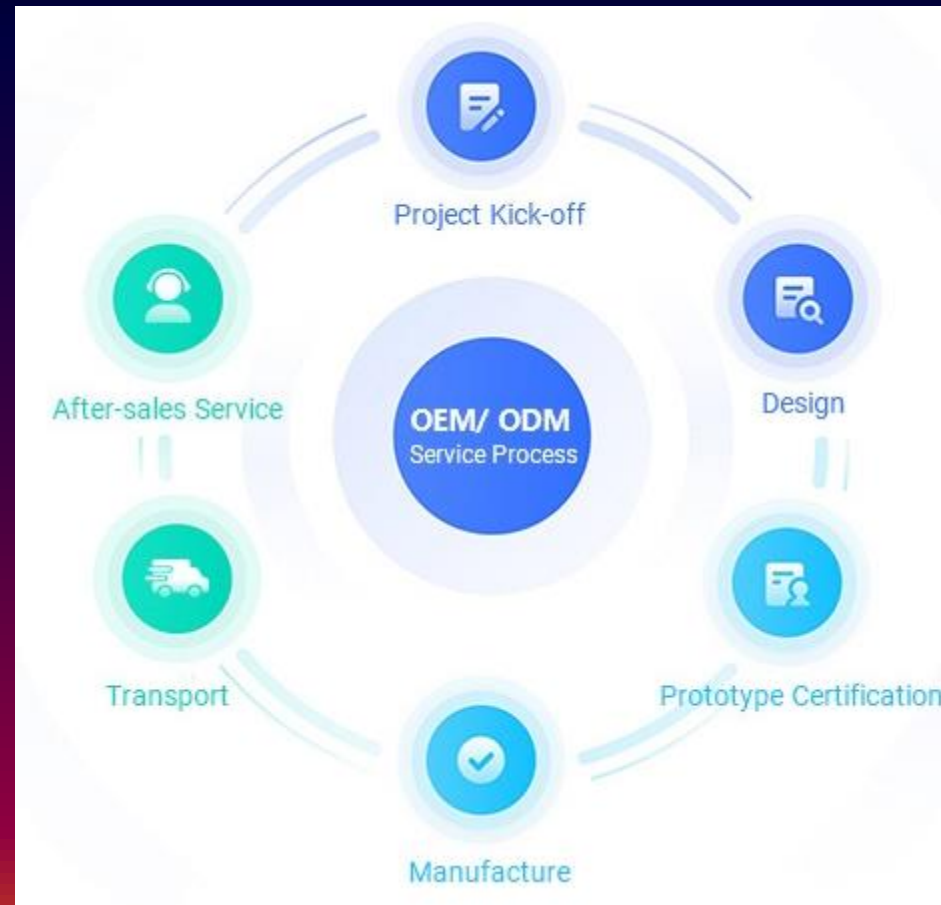 Project Kick-off
After-sales Service
Design
OEM/ ODM
Service Process
Transport
Prototype Certification
Manufacture